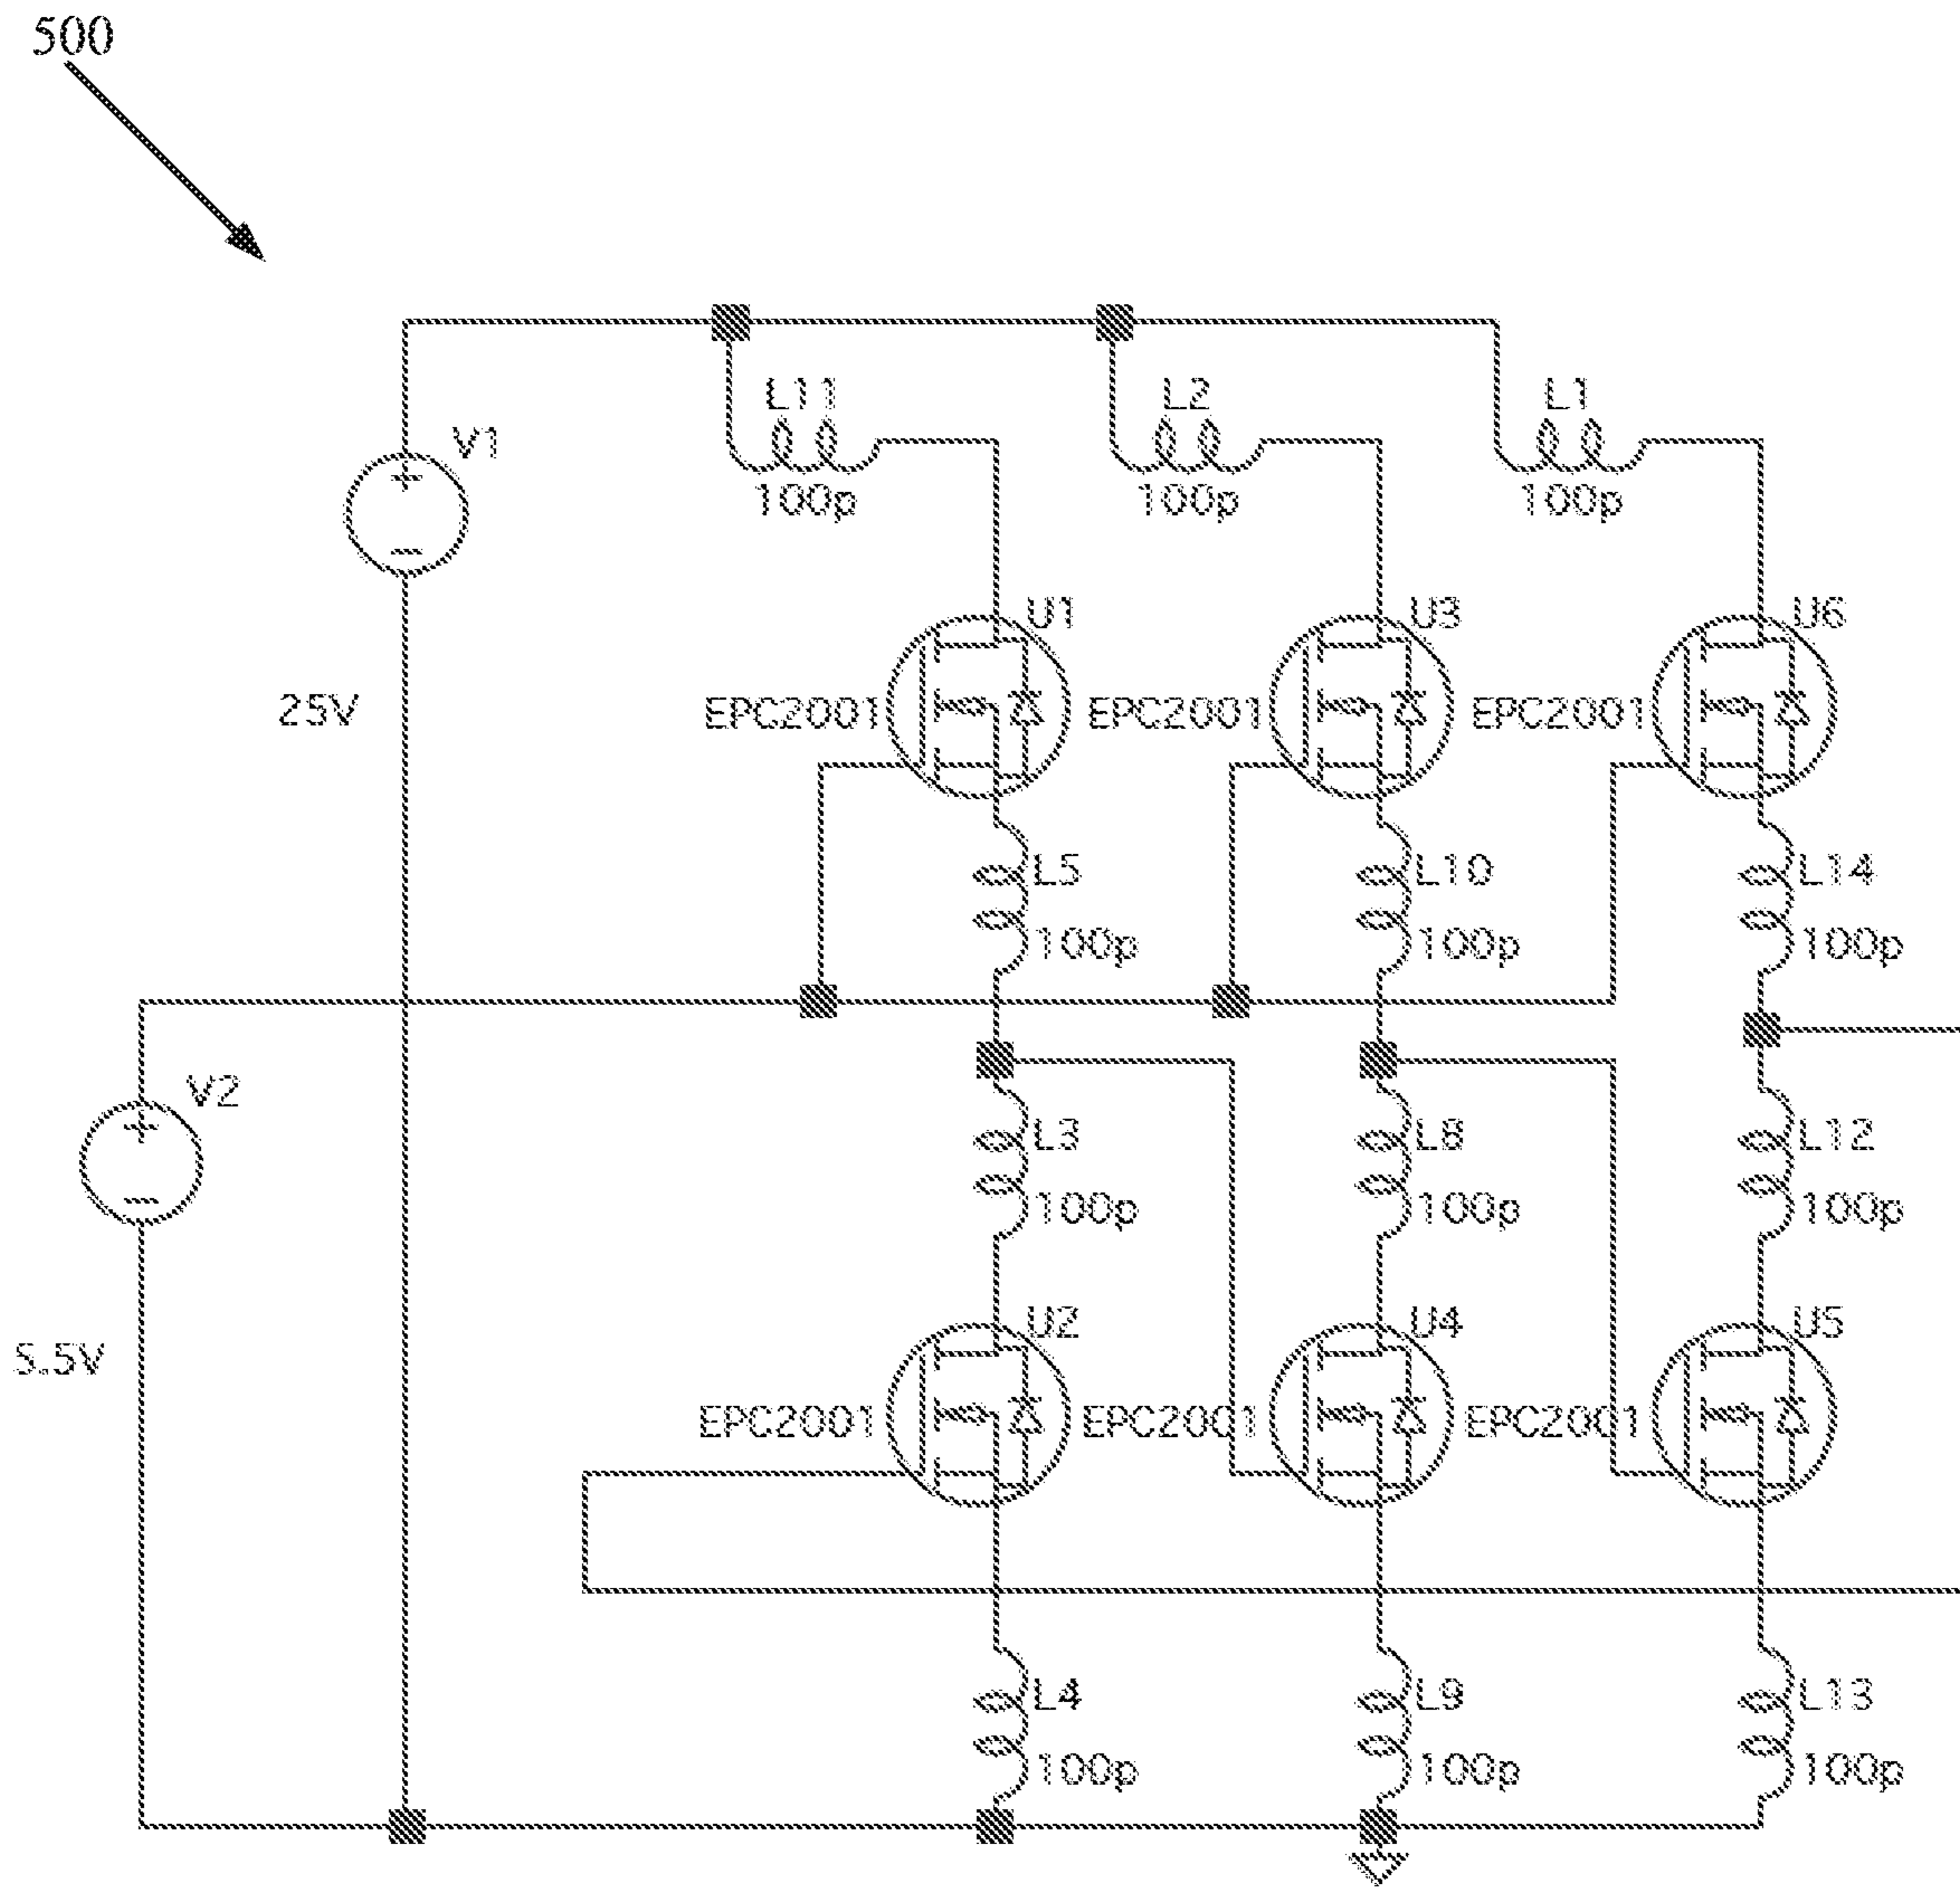 500
L11 L2 L1
V1
100p 100p 100p
U1 U3 U6
25V EPC2001 EPC2001 EPC2001
L5 L10 L14
100p 100p 100p
V2
L3 L8 L12
100p 100p 100p
U2 U4 U5
5.5V
EPC2001 EPC2001 EPC2001
L4 L9 L13
100p 100p 100p